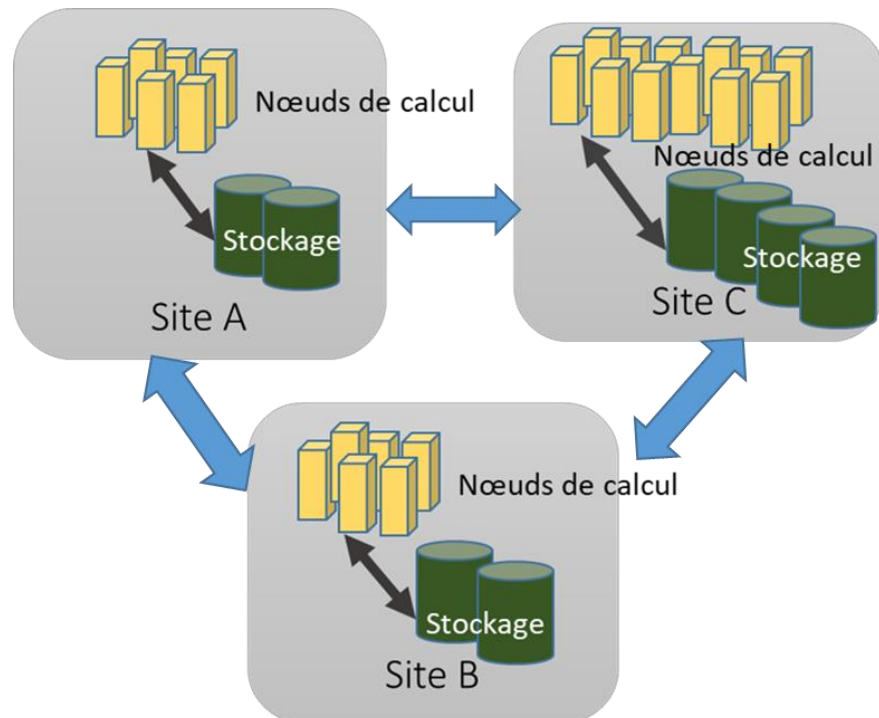 Nœuds de calcul
Stockage
Site A
Nœuds de calcul
Stockage
Site C
Nœuds de calcul
Stockage
Site B